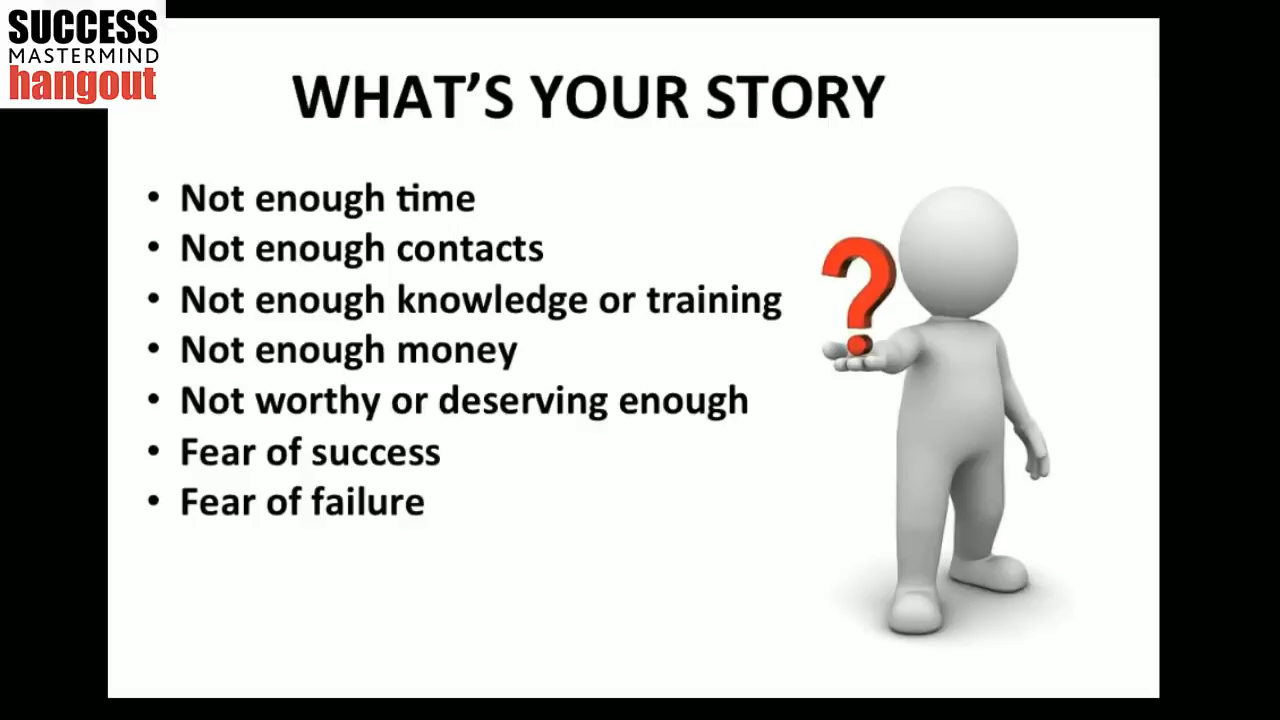 SUCCESS
MASTERMIND
hangout
WHAT'S YOUR STORY
• Not enough time
• Not enough contacts
• Not enough knowledge or training
• Not enough money
• Not worthy or deserving enough
• Fear of success
• Fear of failure
?